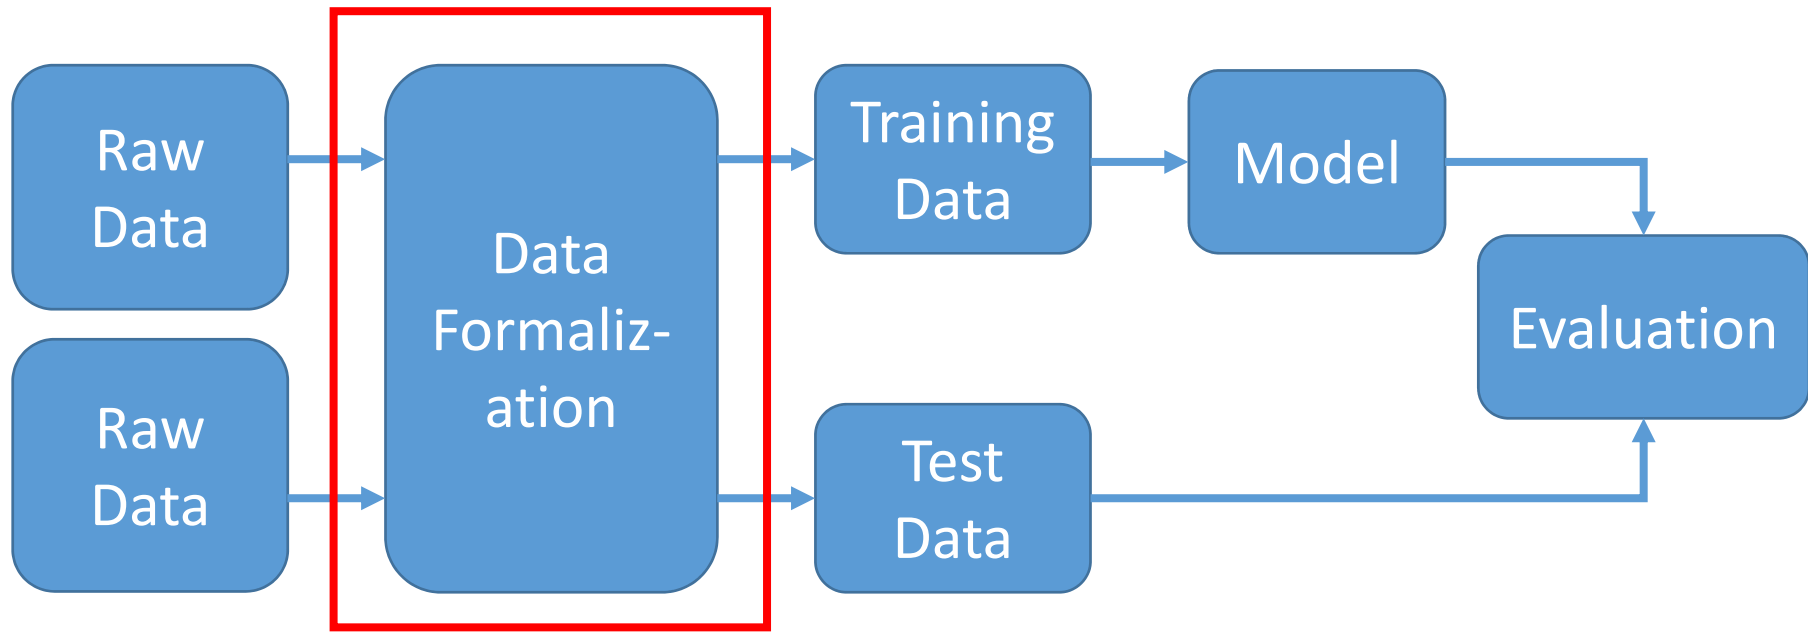 Raw
Data
Raw
Data
Data
Formaliz-
ation
Training
Data
Test
Data
Model
Evaluation